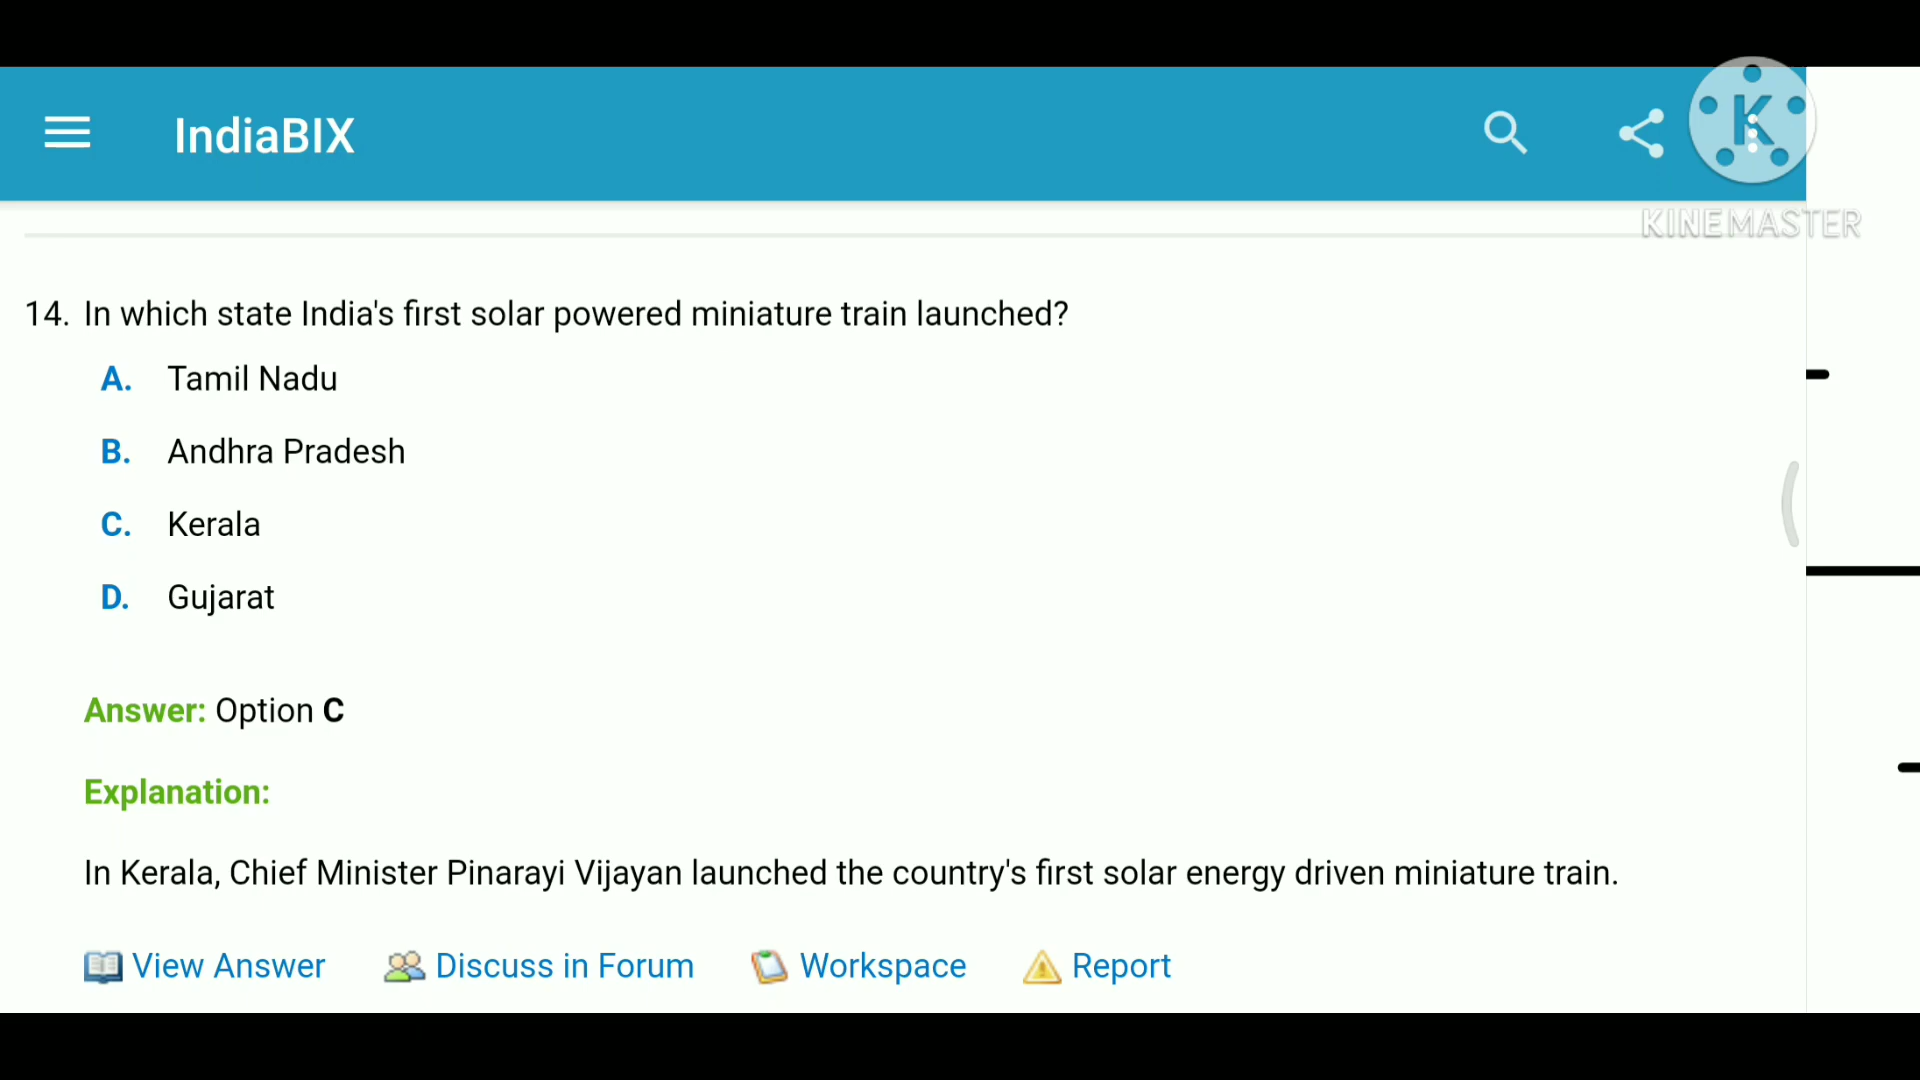 IndiaBIX
K
KINEMASTER
14. In which state India's first solar powered miniature train launched?
A. Tamil Nadu
B. Andhra Pradesh
C. Kerala
D. Gujarat
Answer: Option C
Explanation:
In Kerala, Chief Minister Pinarayi Vijayan launched the country's first solar energy driven miniature train.
View Answer Discuss in Forum Workspace Report